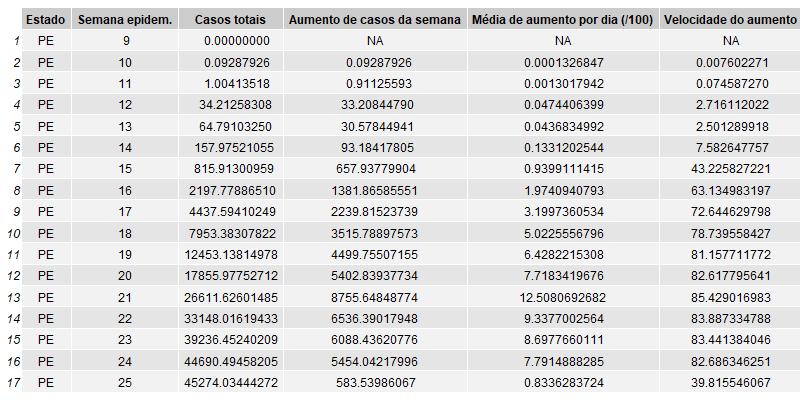 Estado Semana epidem. Casos totais Aumento de casos da semana Média de aumento por dia (/100) Velocidade do aumento
1 PE 9 0.00000000 NA NA NA
2 PE 10 0.09287926 0.09287926 0.0001326847 0.007602271
3 PE 11 1.00413518 0.91125593 0.0013017942 0.074587270
4 PE 12 34.21258308 33.20844790 0.0474406399 2.716112022
5 PE 13 64.79103250 30.57844941 0.0436834992 2.501289918
6 PE 14 157.97521055 93.18417805 0.1331202544 7.582647757
7 PE 15 815.91300959 657.93779904 0.9399111415 43.225827221
8 PE 16 2197.77886510 1381.86585551 1.9740940793 63.134983197
9 PE 17 4437.59410249 2239.81523739 3.1997360534 72.644629798
10 PE 18 7953.38307822 3515.78897573 5.0225556796 78.739558427
11 PE 19 12453.13814978 4499.75507155 6.4282215308 81.157711772
12 PE 20 17855.97752712 5402.83937734 7.7183419676 82.617795641
13 PE 21 26611.62601485 8755.64848774 12.5080692682 85.429016983
14 PE 22 33148.01619433 6536.39017948 9.3377002564 83.887334788
15 PE 23 39236.45240209 6088.43620776 8.6977660111 83.441384046
16 PE 24 44690.49458205 5454.04217996 7.7914888285 82.686346251
17 PE 25 45274.03444272 583.53986067 0.8336283724 39.815546067